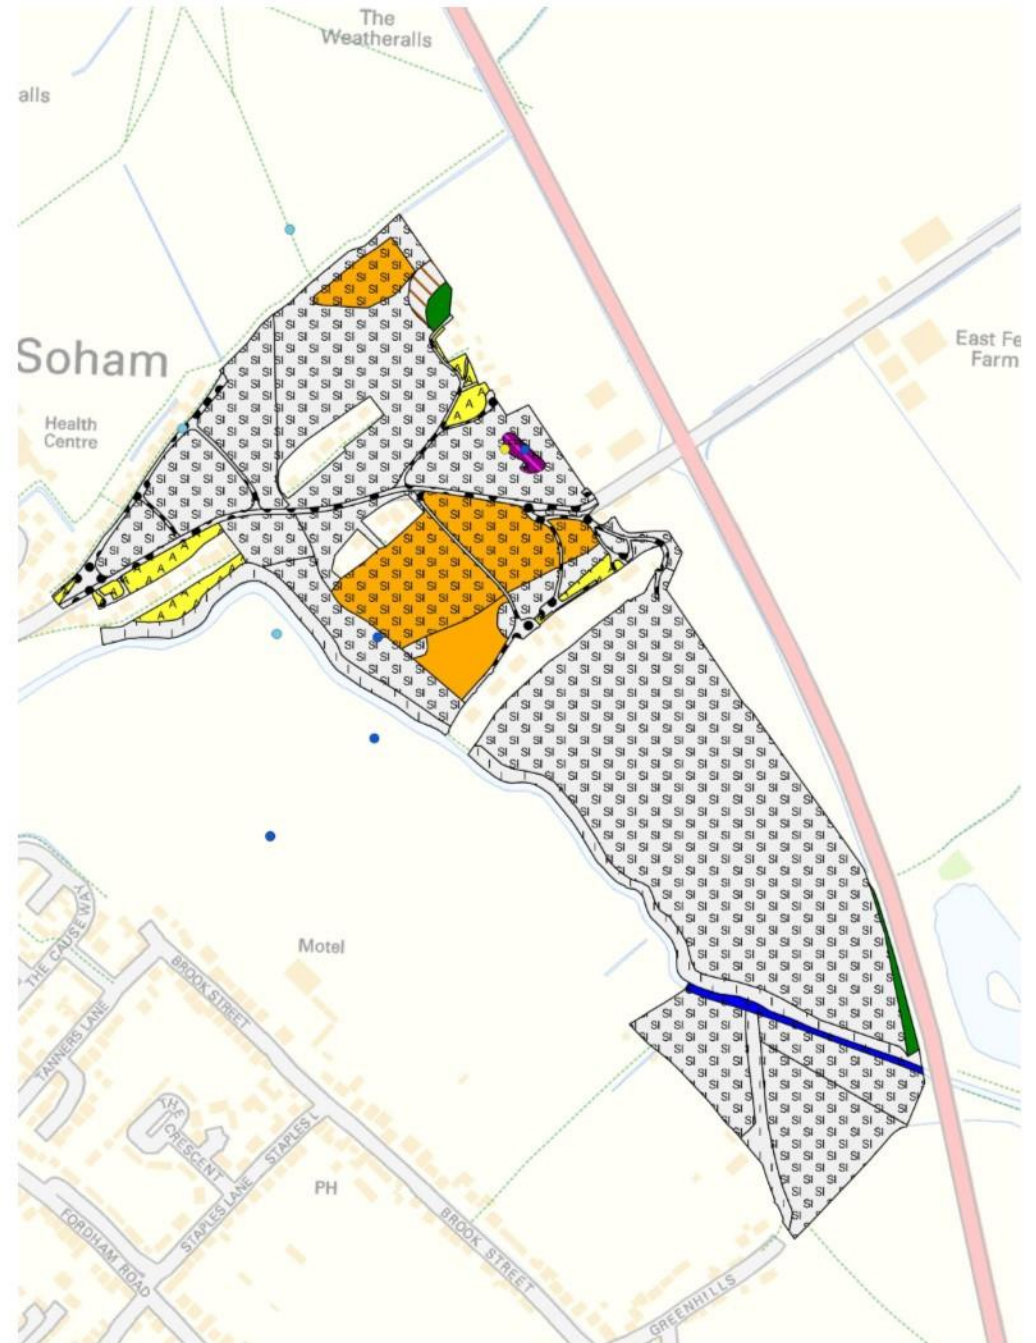 The
Weatheralls
alls
Soham
Health
Centre
East Fe
Farm
Motel
THE CAUSEWAY
BROOK STREET
TANNERS LANE
THE
CRESCENT
STAPLES L
STAPLES LANE
PH
FORDHAM ROAD
BROOK STREET
GREENHILLS